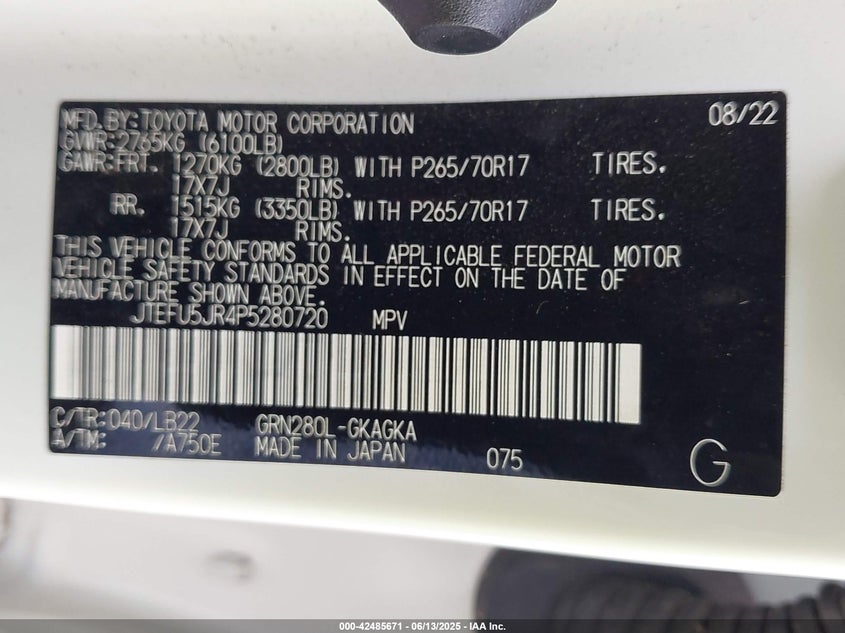 MFD.BY:TOYOTA MOTOR CORPORATION 08/22
GVWR:2765KG (6100LB)
GAWR:FRT. 1270KG (2800LB) WITH P265/70R17 TIRES.
17X7J RIMS.
RR. 1515KG (3350LB) WITH P265/70R17 TIRES.
17X7J RIMS.
THIS VEHICLE CONFORMS TO ALL APPLICABLE FEDERAL MOTOR
VEHICLE SAFETY STANDARDS IN EFFECT ON THE DATE OF
MANUFACTURE SHOWN ABOVE.
JTEFU5JR4P5280720 MPV
C/TR:040/LB22 GRN280L-GKAGKA
A/TM: /A750E MADE IN JAPAN 075 G
000-42485671 - 06/13/2025 - IAA Inc.